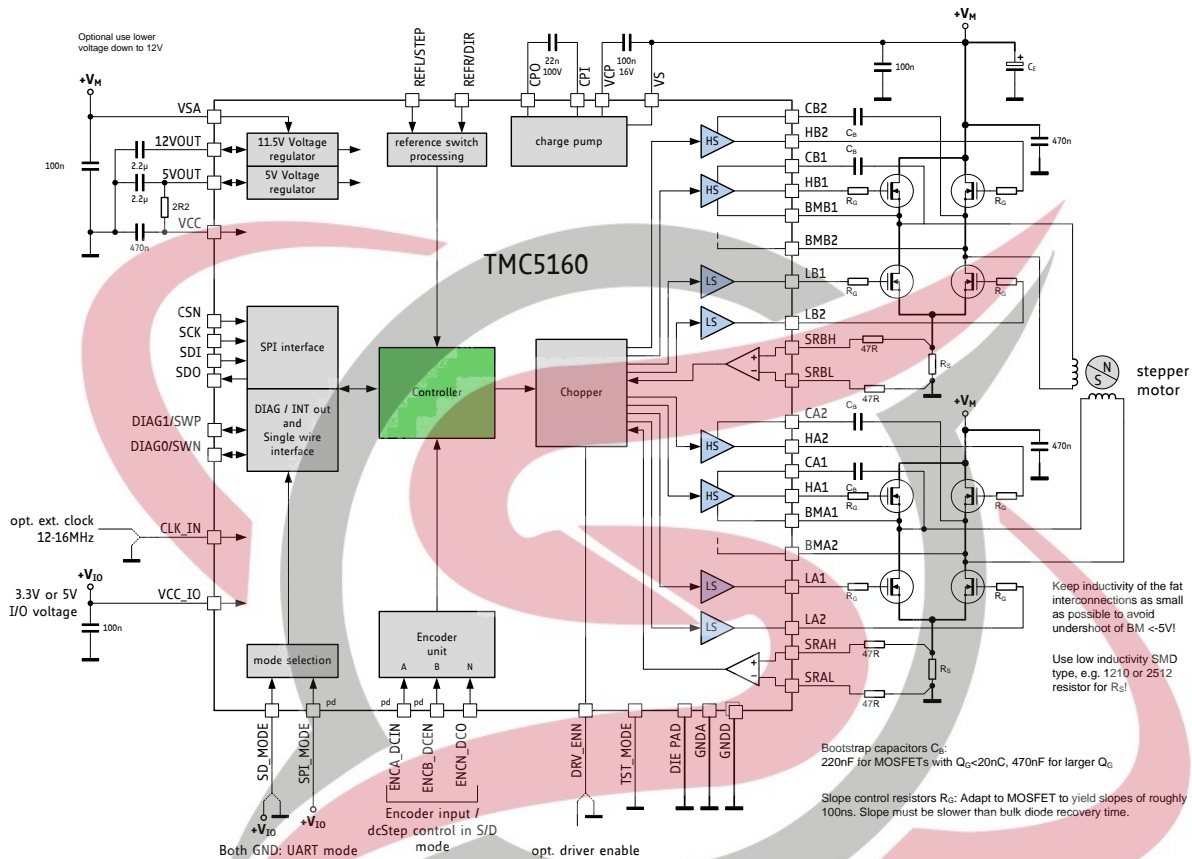 Optional use lower
voltage down to 12V
+VM
VSA
12VOUT
5VOUT
VCC
100n
2.2µ
2.2µ
2R2
470n
11.5V Voltage
regulator
5V Voltage
regulator
REFL/STEP
REFR/DIR
reference switch
processing
CPO
22n
100V
CPI
VCP
100n
16V
VS
charge pump
+VM
100n
CE
470n
TMC5160
CSN
SCK
SDI
SDO
SPI interface
DIAG1/SWP
DIAG0/SWN
DIAG / INT out
and
Single wire
interface
Controller
Chopper
HS
HS
LS
LS
+
−
CB2
CB
HB2
CB1
CB
HB1
RG
RG
BMB1
BMB2
LB1
RG
RG
LB2
SRBH
47R
RS
SRBL
47R
N
S
stepper
motor
+VM
470n
HS
HS
LS
LS
+
−
CA2
CB
HA2
CA1
CB
HA1
RG
RG
BMA1
BMA2
LA1
RG
RG
LA2
SRAH
47R
RS
SRAL
47R
opt. ext. clock
12-16MHz
CLK_IN
+VIO
3.3V or 5V
I/O voltage
VCC_IO
100n
mode selection
Encoder
unit
A
B
N
pd
pd
pd
SD_MODE
SPI_MODE
ENCA_DCIN
ENCB_DCEN
ENCN_DCO
DRV_ENN
TST_MODE
DIE_PAD
GNDA
GNDD
+VIO
+VIO
Both GND: UART mode
Encoder input /
dcStep control in S/D
mode
opt. driver enable
Keep inductivity of the fat
interconnections as small
as possible to avoid
undershoot of BM <-5V!
Use low inductivity SMD
type, e.g. 1210 or 2512
resistor for RS!
Bootstrap capacitors CB:
220nF for MOSFETs with QG<20nC, 470nF for larger QG
Slope control resistors RG: Adapt to MOSFET to yield slopes of roughly
100ns. Slope must be slower than bulk diode recovery time.